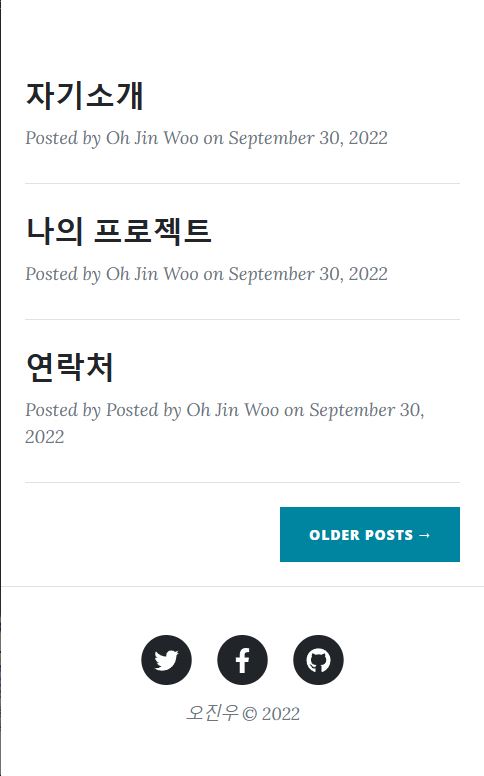 자기소개
Posted by Oh Jin Woo on September 30, 2022
나의 프로젝트
Posted by Oh Jin Woo on September 30, 2022
연락처
Posted by Posted by Oh Jin Woo on September 30,
2022
OLDER POSTS →
오진우 © 2022